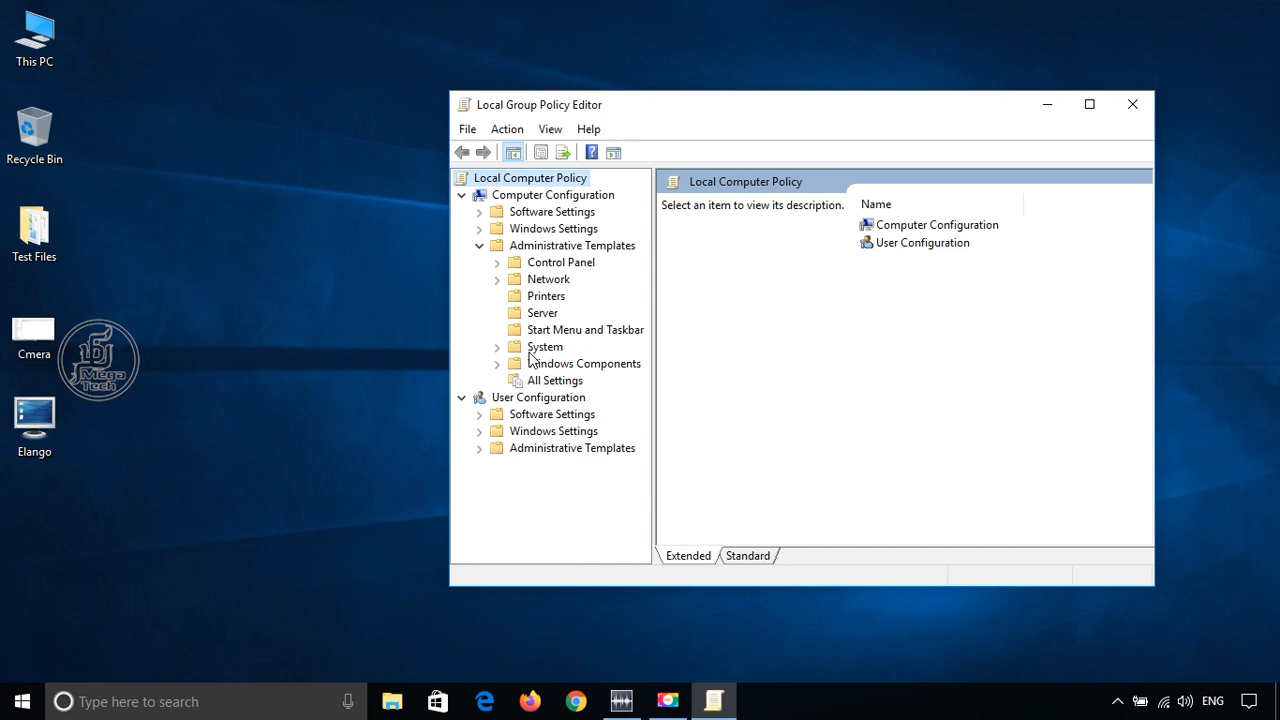 This PC
Recycle Bin
Test Files
Cmera
Mega
Tech
Elango
Local Group Policy Editor
File Action View Help
Local Computer Policy
Computer Configuration
Software Settings
Windows Settings
Administrative Templates
Control Panel
Network
Printers
Server
Start Menu and Taskbar
System
Windows Components
All Settings
User Configuration
Software Settings
Windows Settings
Administrative Templates
Local Computer Policy
Select an item to view its description.
Name
Computer Configuration
User Configuration
Extended Standard
Type here to search
ENG